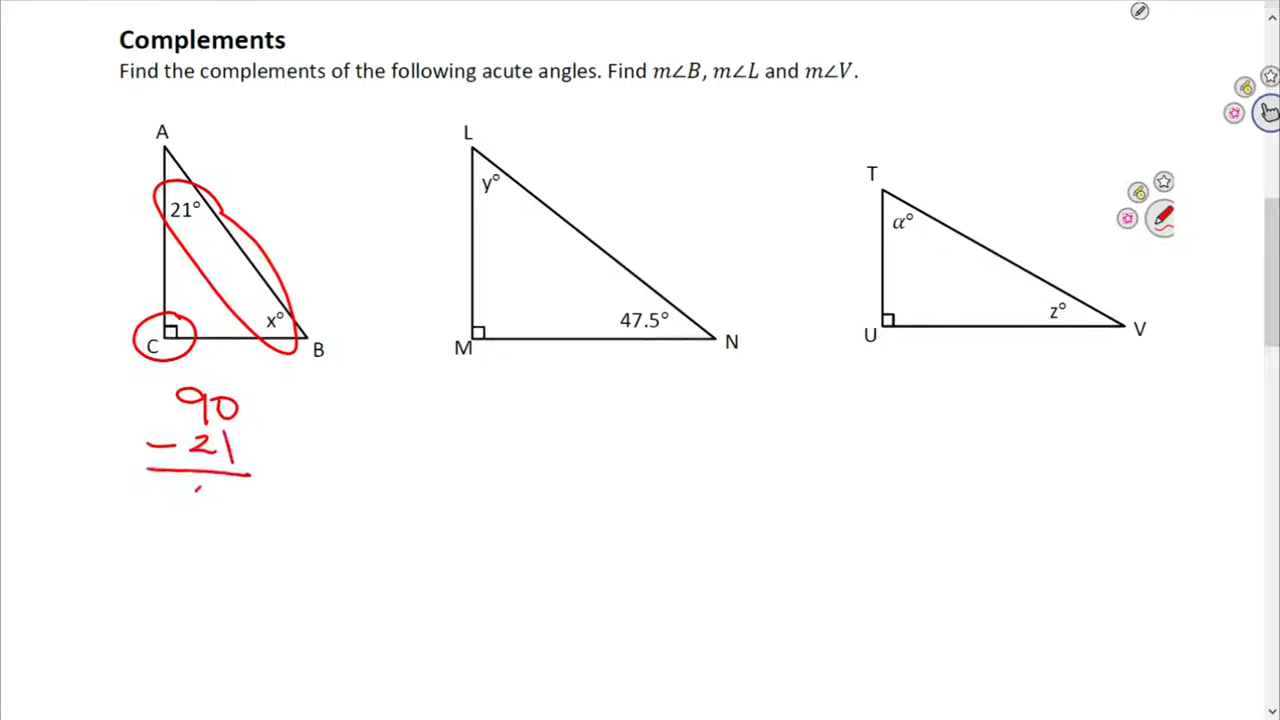 Complements
Find the complements of the following acute angles. Find m∠B, m∠L and m∠V.
A
21°
x°
C
B
L
y°
47.5°
M
N
T
α°
z°
U
V
90
− 21